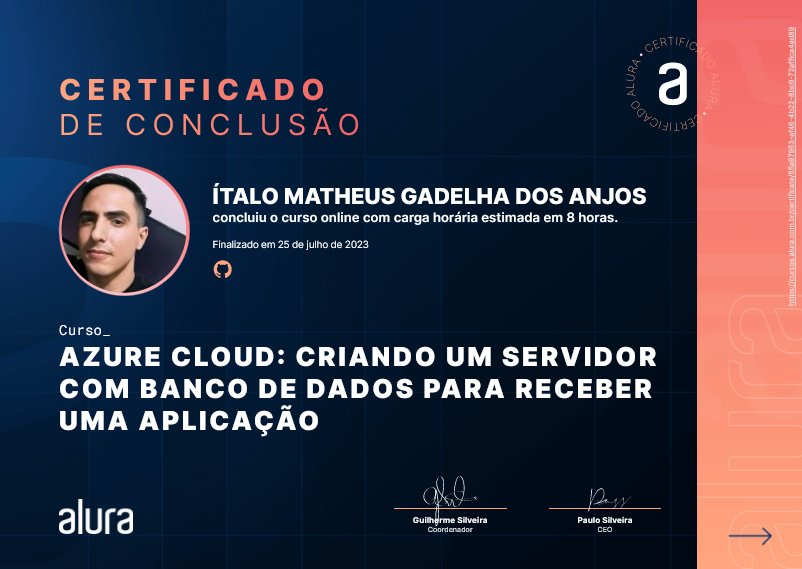 CERTIFICADO
DE CONCLUSÃO
CERTIFICADO ALURA • CERTIFICADO ALURA •
a
ÍTALO MATHEUS GADELHA DOS ANJOS
concluiu o curso online com carga horária estimada em 8 horas.
Finalizado em 25 de julho de 2023
Curso_
AZURE CLOUD: CRIANDO UM SERVIDOR
COM BANCO DE DADOS PARA RECEBER
UMA APLICAÇÃO
alura
Guilherme Silveira
Coordenador
Paulo Silveira
CEO
alura